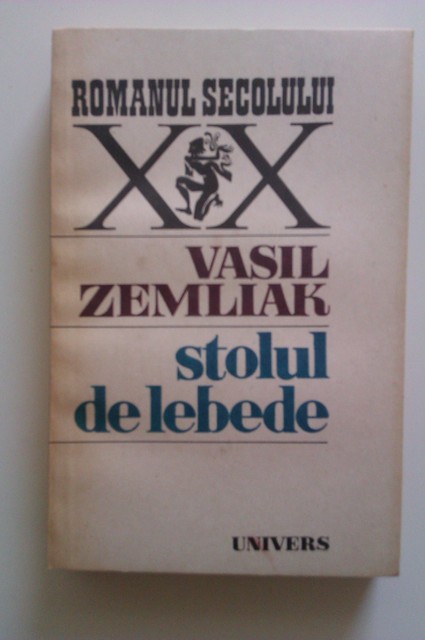 ROMANUL SECOLULUI
XX
VASIL
ZEMLIAK
stolul
de lebede
UNIVERS